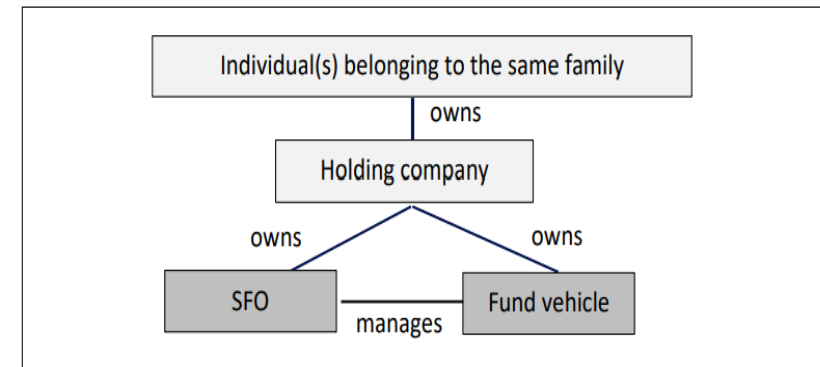 Individual(s) belonging to the same family
owns
Holding company
owns
owns
SFO
Fund vehicle
manages